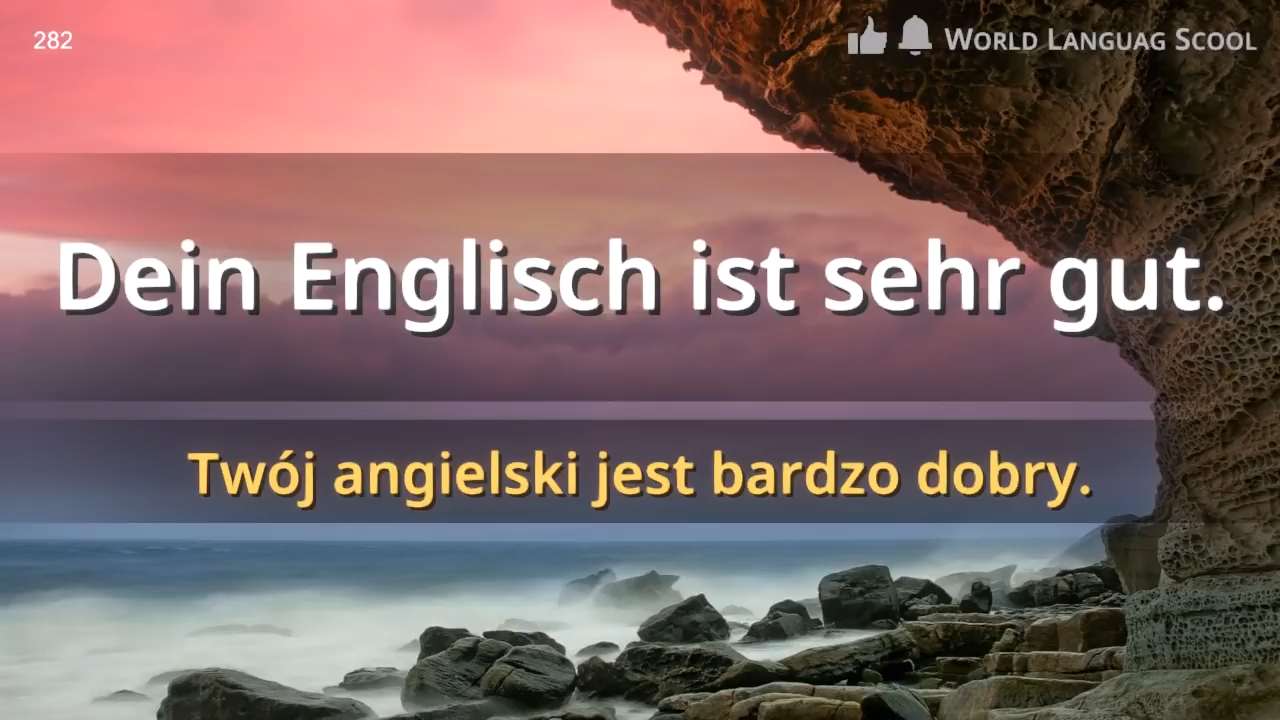 282
World Languag Scool
Dein Englisch ist sehr gut.
Twój angielski jest bardzo dobry.